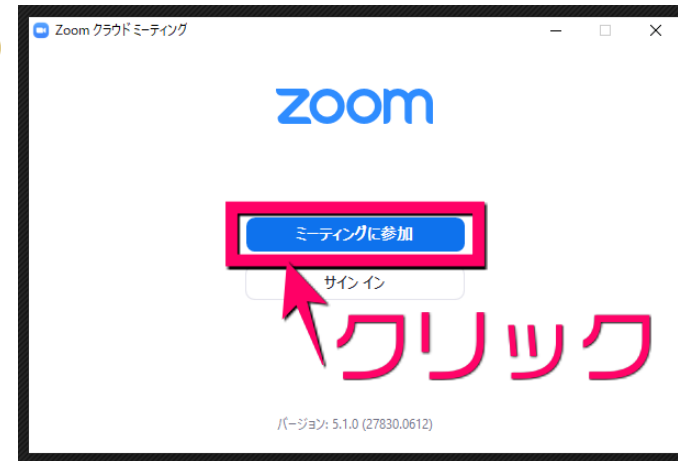 Zoom クラウド ミーティング
zoom
ミーティングに参加
サイン イン
クリック
バージョン: 5.1.0 (27830.0612)